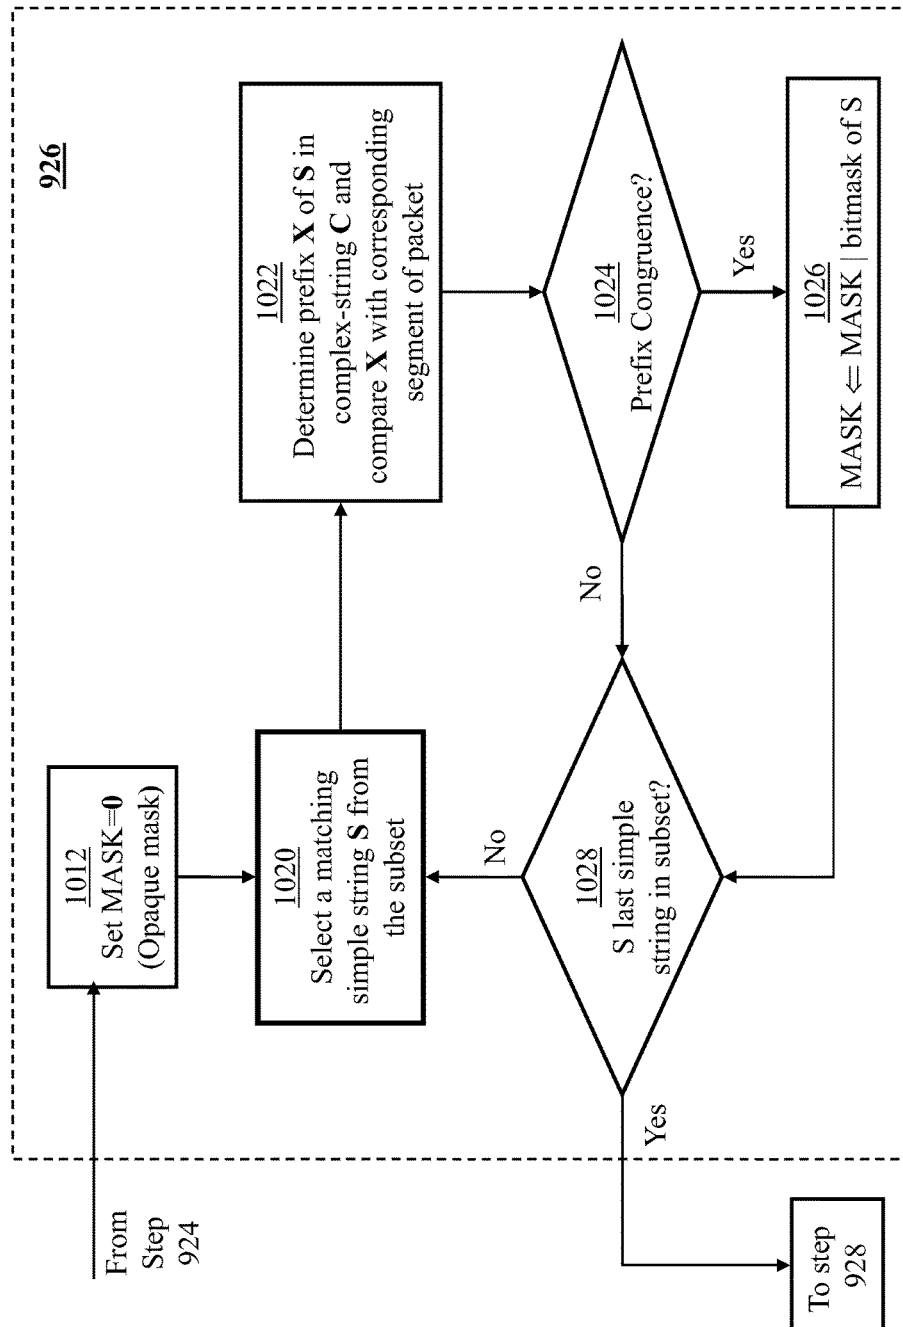 926
From
Step
924
1012
Set MASK=0
(Opaque mask)
1020
Select a matching
simple string S from
the subset
1022
Determine prefix X of S in
complex-string C and
compare X with corresponding
segment of packet
1024
Prefix Congruence?
No
Yes
1026
MASK ⇐ MASK | bitmask of S
1028
S last simple
string in subset?
No
Yes
To step
928